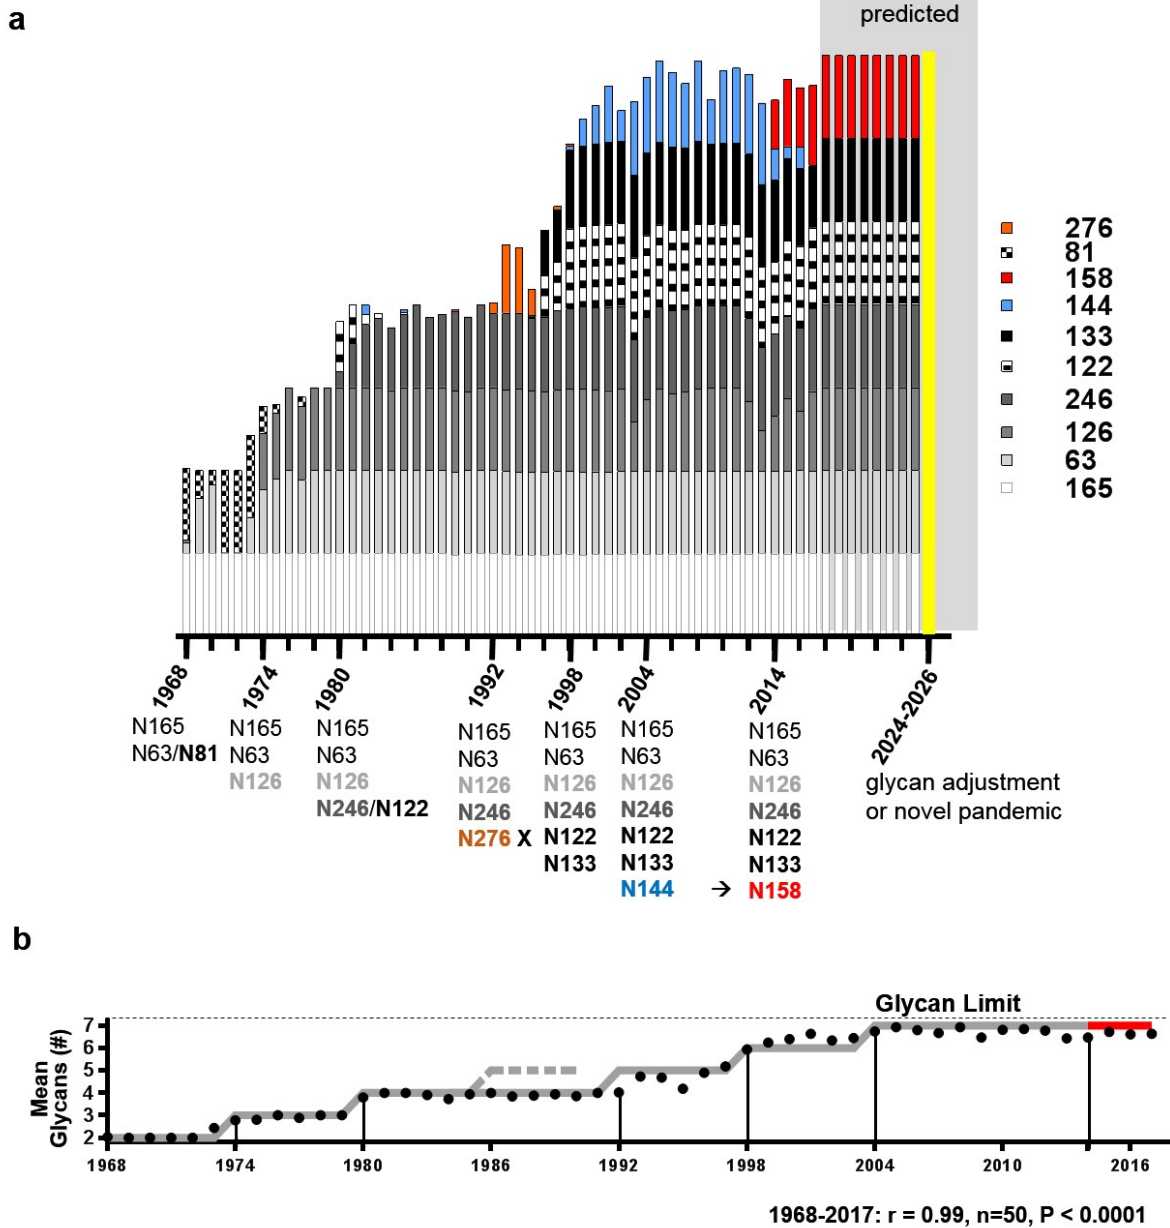 a
predicted
276
81
158
144
133
122
246
126
63
165
1968
1974
1980
1992
1998
2004
2014
2024-2026
N165
N63/N81
N165
N63
N126
N165
N63
N126
N246/N122
N165
N63
N126
N246
N276 X
N165
N63
N126
N246
N122
N133
N165
N63
N126
N246
N122
N133
N144 →
N165
N63
N126
N246
N122
N133
N158
glycan adjustment
or novel pandemic
b
Glycan Limit
Mean
Glycans (#)
7
6
5
4
3
2
1968 1974 1980 1986 1992 1998 2004 2010 2016
1968-2017: r = 0.99, n=50, P < 0.0001